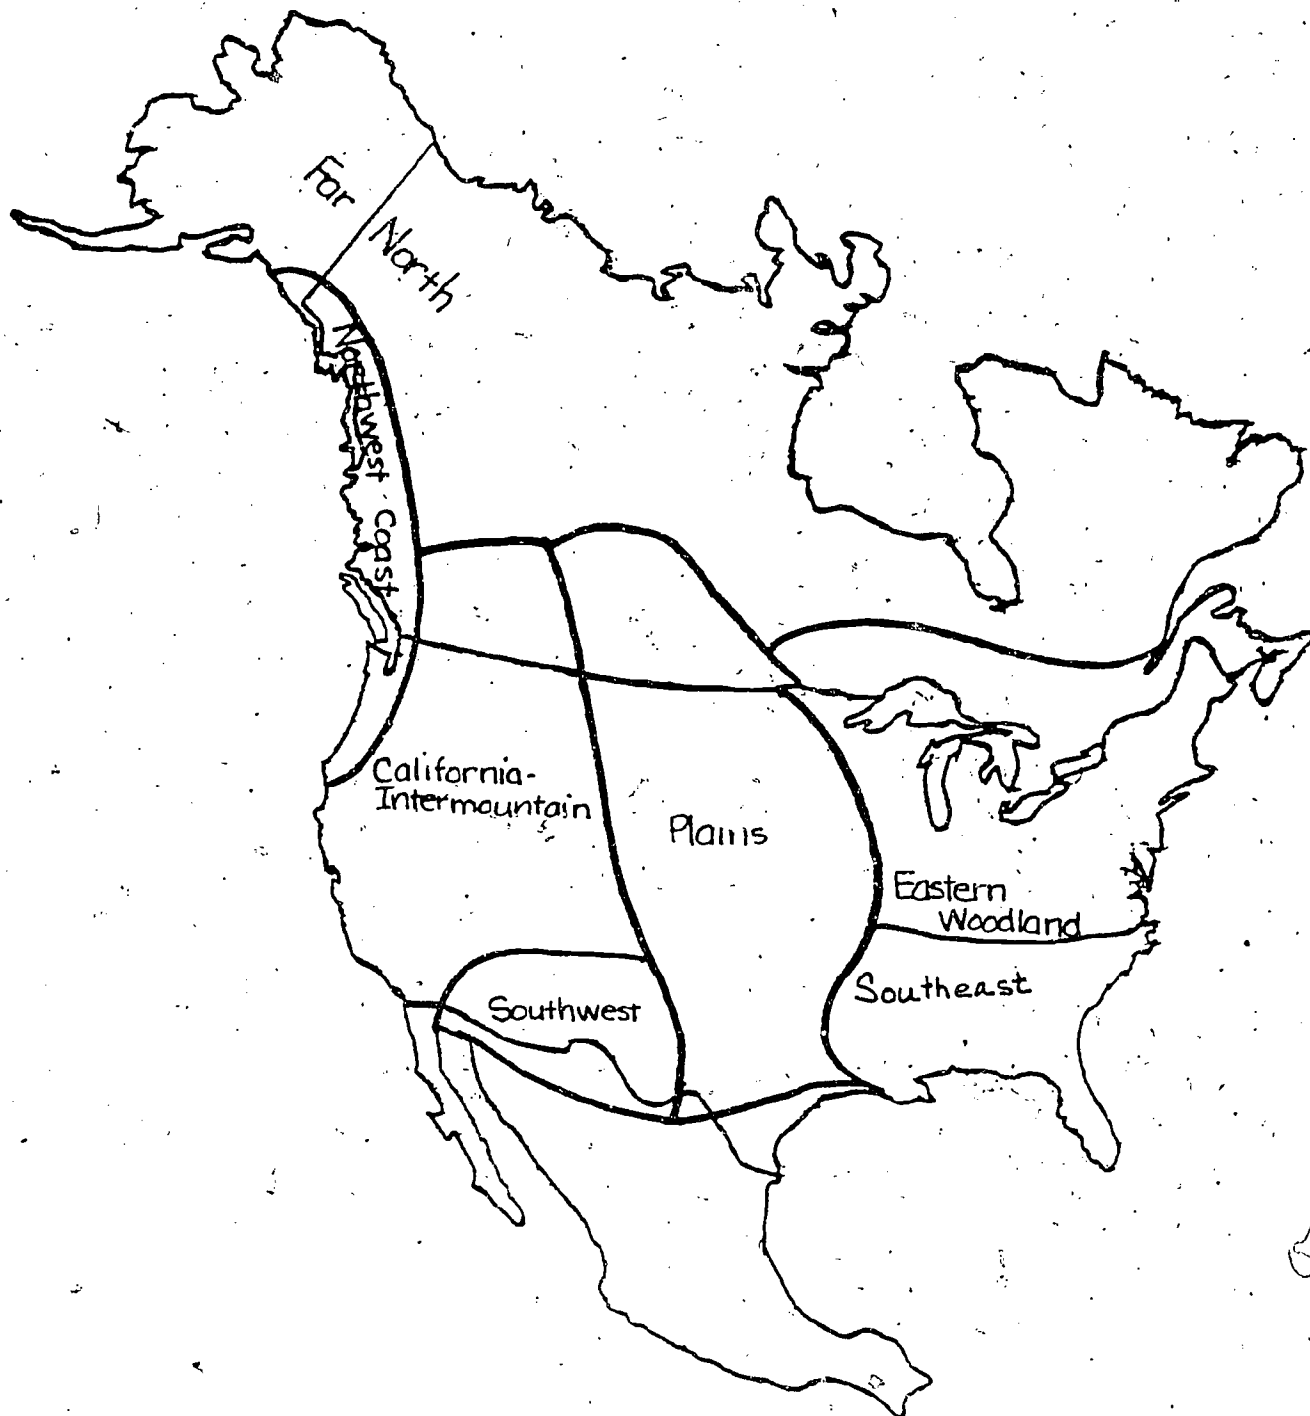 Far
North
Northwest Coast
California-
Intermountain
Plains
Eastern
Woodland
Southeast
Southwest